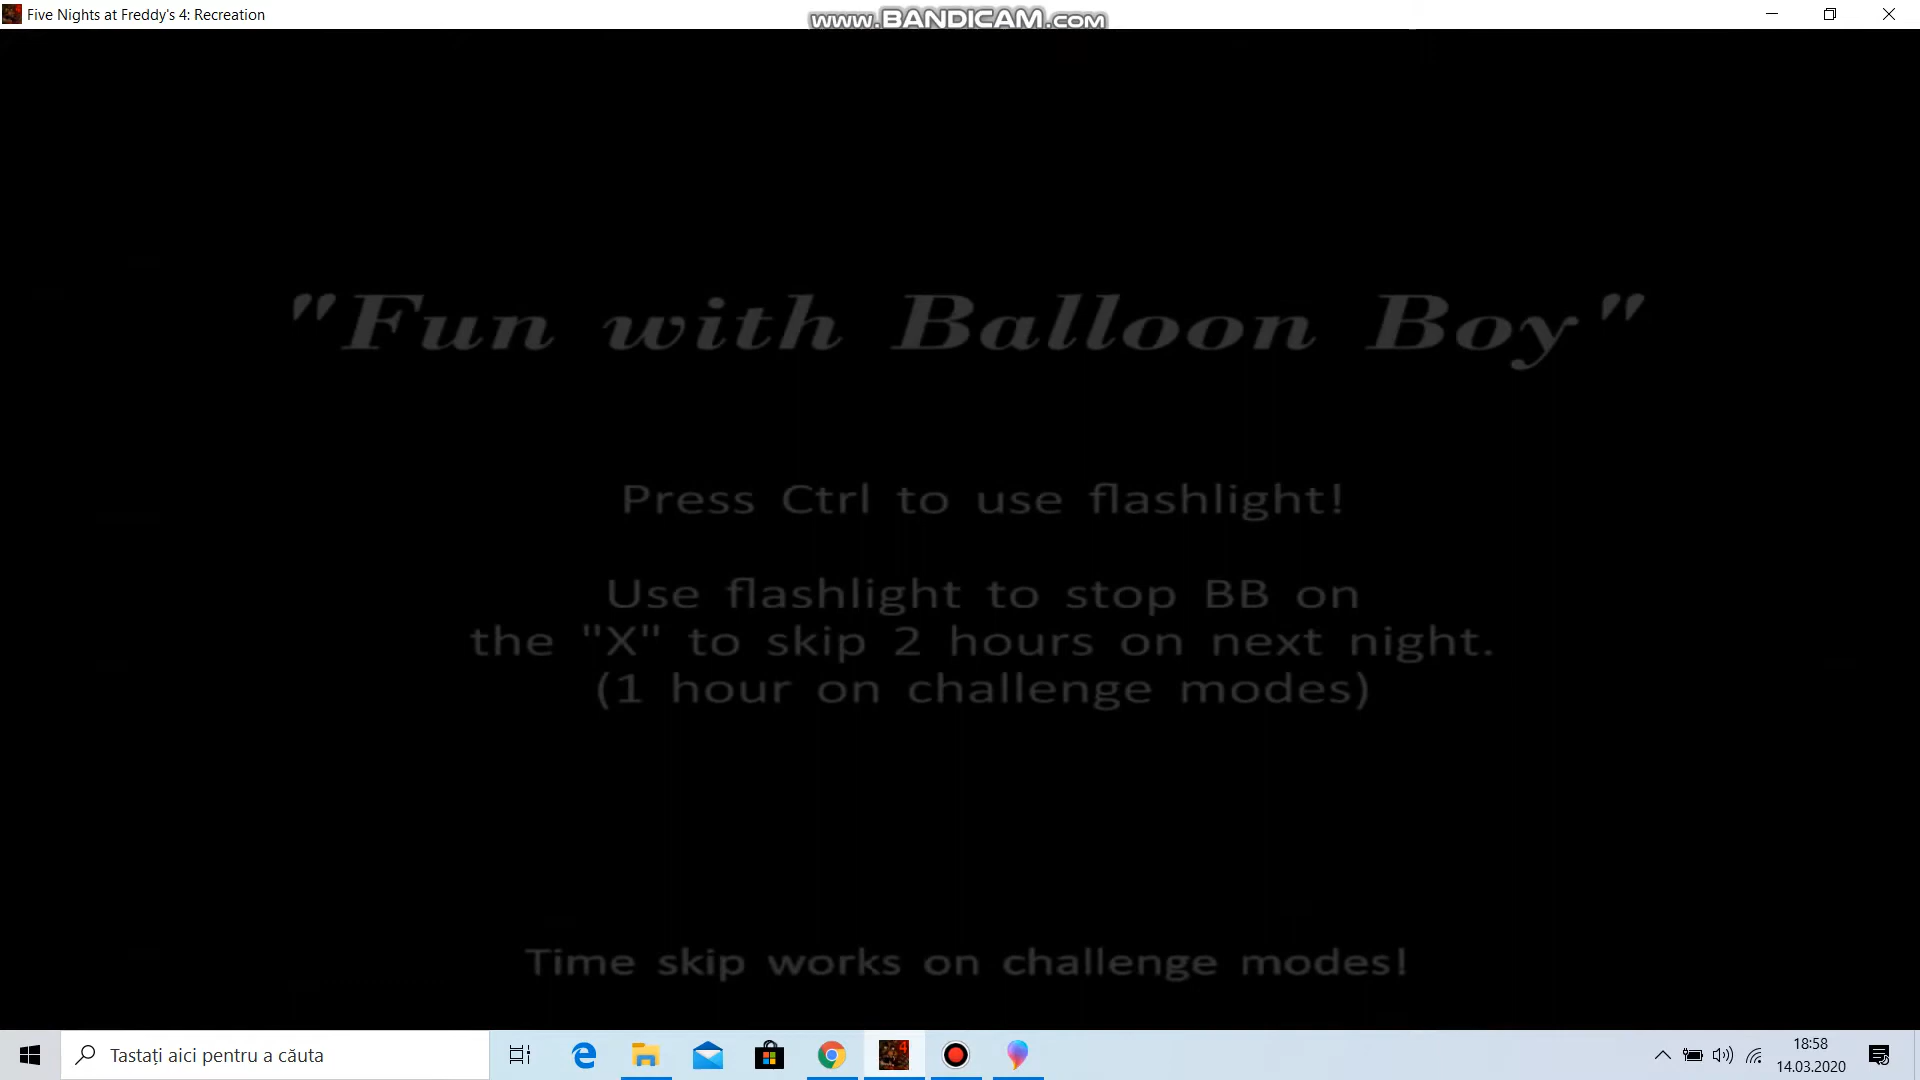 Five Nights at Freddy's 4: Recreation
www.BANDICAM.com
"Fun with Balloon Boy"
Press Ctrl to use flashlight!
Use flashlight to stop BB on
the "X" to skip 2 hours on next night.
(1 hour on challenge modes)
Time skip works on challenge modes!
Tastați aici pentru a căuta
18:58
14.03.2020